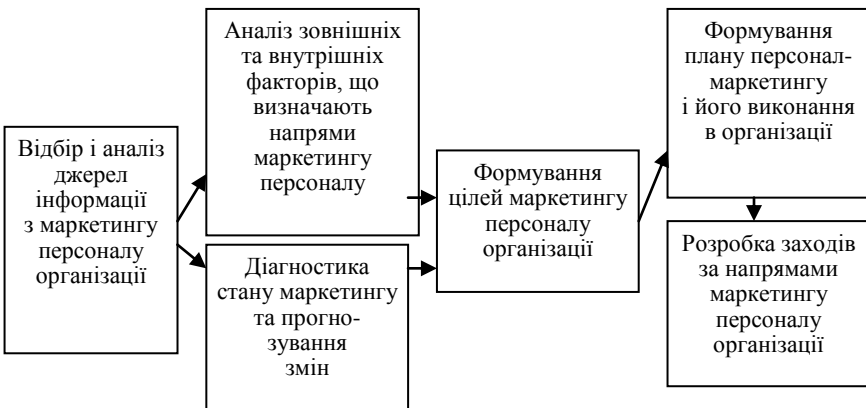 Відбір і аналіз
джерел
інформації
з маркетингу
персоналу
організації
Аналіз зовнішніх
та внутрішніх
факторів, що
визначають
напрями
маркетингу
персоналу
Діагностика
стану маркетингу
та прогно-
зування
змін
Формування
цілей маркетингу
персоналу
організації
Формування
плану персонал-
маркетингу
і його виконання
в організації
Розробка заходів
за напрямами
маркетингу
персоналу
організації